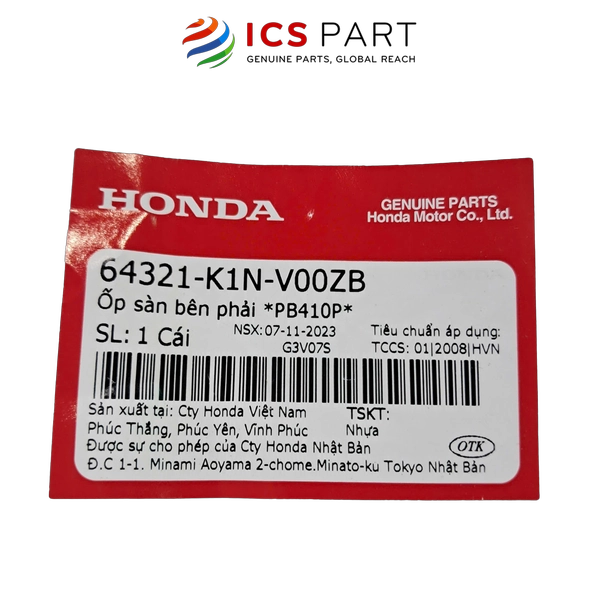 ICS PART
GENUINE PARTS, GLOBAL REACH
HONDA
GENUINE PARTS
Honda Motor Co., Ltd.
64321-K1N-V00ZB
Ốp sàn bên phải *PB410P*
SL: 1 Cái
NSX: 07-11-2023
G3V07S
Tiêu chuẩn áp dụng:
TCCS: 01|2008|HVN
Sản xuất tại: Cty Honda Việt Nam
TSKT:
Phúc Thắng, Phúc Yên, Vĩnh Phúc
Nhựa
Được sự cho phép của Cty Honda Nhật Bản
OTK
Đ.C 1-1. Minami Aoyama 2-chome.Minato-ku Tokyo Nhật Bản